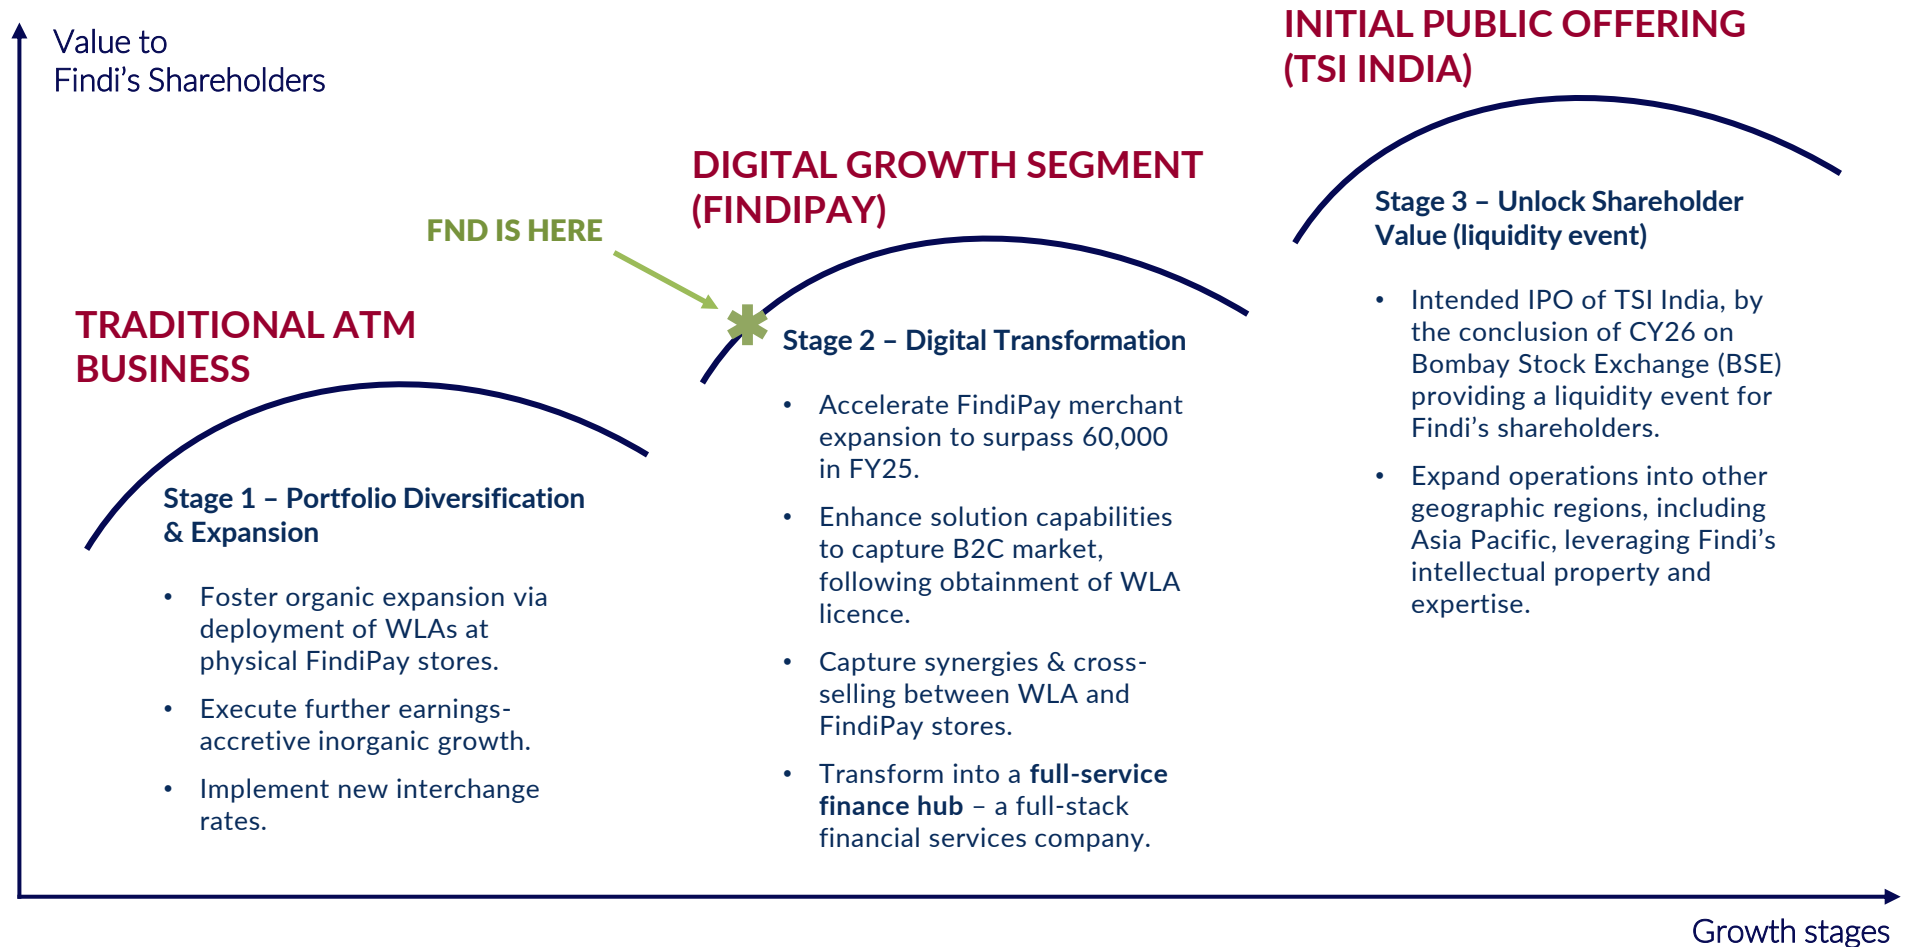 Value to
Findi's Shareholders
TRADITIONAL ATM
BUSINESS
Stage 1 – Portfolio Diversification
& Expansion
• Foster organic expansion via
deployment of WLAs at
physical FindiPay stores.
• Execute further earnings-
accretive inorganic growth.
• Implement new interchange
rates.
FND IS HERE
DIGITAL GROWTH SEGMENT
(FINDIPAY)
Stage 2 – Digital Transformation
• Accelerate FindiPay merchant
expansion to surpass 60,000
in FY25.
• Enhance solution capabilities
to capture B2C market,
following obtainment of WLA
licence.
• Capture synergies & cross-
selling between WLA and
FindiPay stores.
• Transform into a full-service
finance hub – a full-stack
financial services company.
INITIAL PUBLIC OFFERING
(TSI INDIA)
Stage 3 – Unlock Shareholder
Value (liquidity event)
• Intended IPO of TSI India, by
the conclusion of CY26 on
Bombay Stock Exchange (BSE)
providing a liquidity event for
Findi's shareholders.
• Expand operations into other
geographic regions, including
Asia Pacific, leveraging Findi's
intellectual property and
expertise.
Growth stages